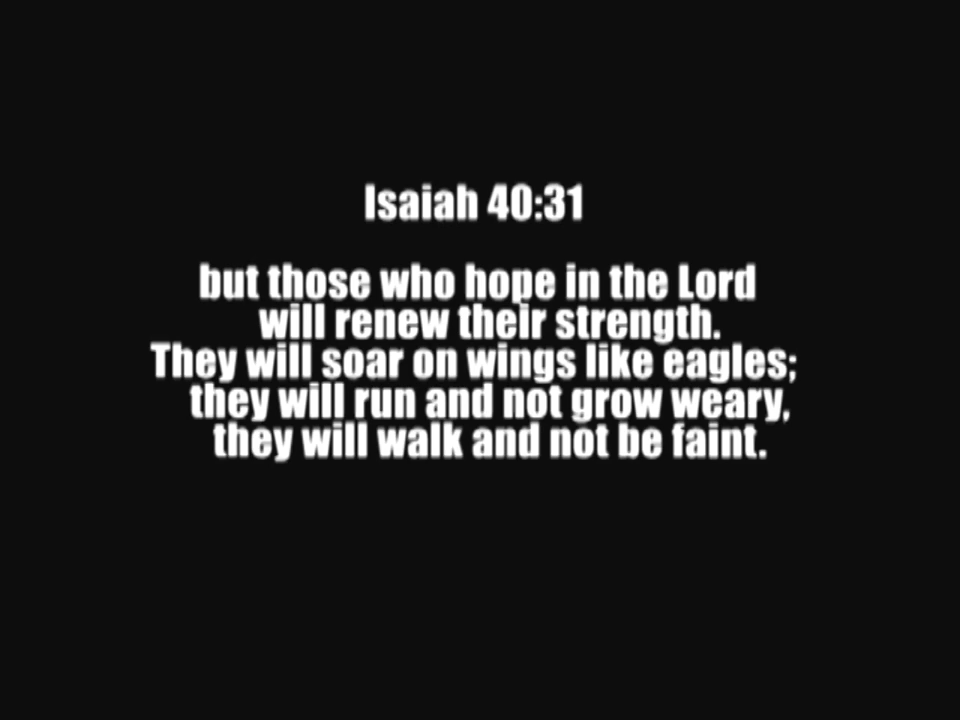 Isaiah 40:31
but those who hope in the Lord
will renew their strength.
They will soar on wings like eagles;
they will run and not grow weary,
they will walk and not be faint.